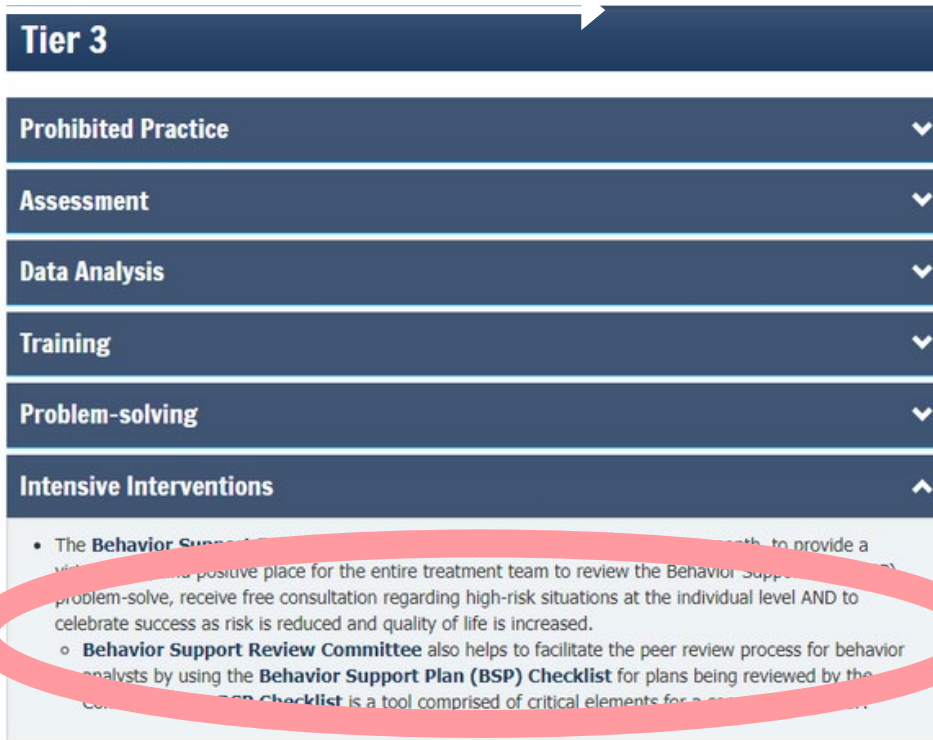 Tier 3
Prohibited Practice
Assessment
Data Analysis
Training
Problem-solving
Intensive Interventions
• The Behavior Support to provide a
positive place for the entire treatment team to review the Behavior
problem-solve, receive free consultation regarding high-risk situations at the individual level AND to
celebrate success as risk is reduced and quality of life is increased.
○ Behavior Support Review Committee also helps to facilitate the peer review process for behavior
analysts by using the Behavior Support Plan (BSP) Checklist for plans being reviewed by the
BSP Checklist is a tool comprised of critical elements for a